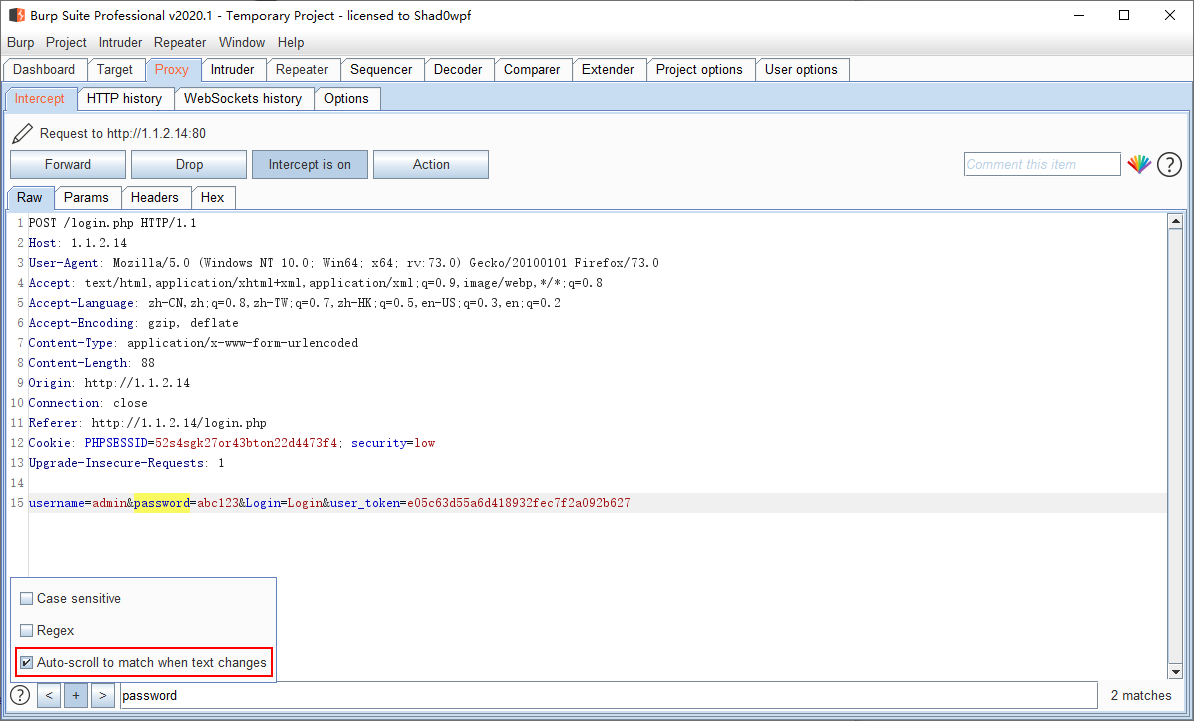 Burp Suite Professional v2020.1 - Temporary Project - licensed to Shad0wpf
Burp Project Intruder Repeater Window Help
Dashboard Target Proxy Intruder Repeater Sequencer Decoder Comparer Extender Project options User options
Intercept HTTP history WebSockets history Options
Request to http://1.1.2.14:80
Forward Drop Intercept is on Action Comment this item ?
Raw Params Headers Hex
1 POST /login.php HTTP/1.1
2 Host: 1.1.2.14
3 User-Agent: Mozilla/5.0 (Windows NT 10.0; Win64; x64; rv:73.0) Gecko/20100101 Firefox/73.0
4 Accept: text/html,application/xhtml+xml,application/xml;q=0.9,image/webp,*/*;q=0.8
5 Accept-Language: zh-CN,zh;q=0.8,zh-TW;q=0.7,zh-HK;q=0.5,en-US;q=0.3,en;q=0.2
6 Accept-Encoding: gzip, deflate
7 Content-Type: application/x-www-form-urlencoded
8 Content-Length: 88
9 Origin: http://1.1.2.14
10 Connection: close
11 Referer: http://1.1.2.14/login.php
12 Cookie: PHPSESSID=52s4sgk27or43bton22d4473f4; security=low
13 Upgrade-Insecure-Requests: 1
14
15 username=admin&password=abc123&Login=Login&user_token=e05c63d55a6d418932fec7f2a092b627
Case sensitive
Regex
Auto-scroll to match when text changes
? < + > password 2 matches